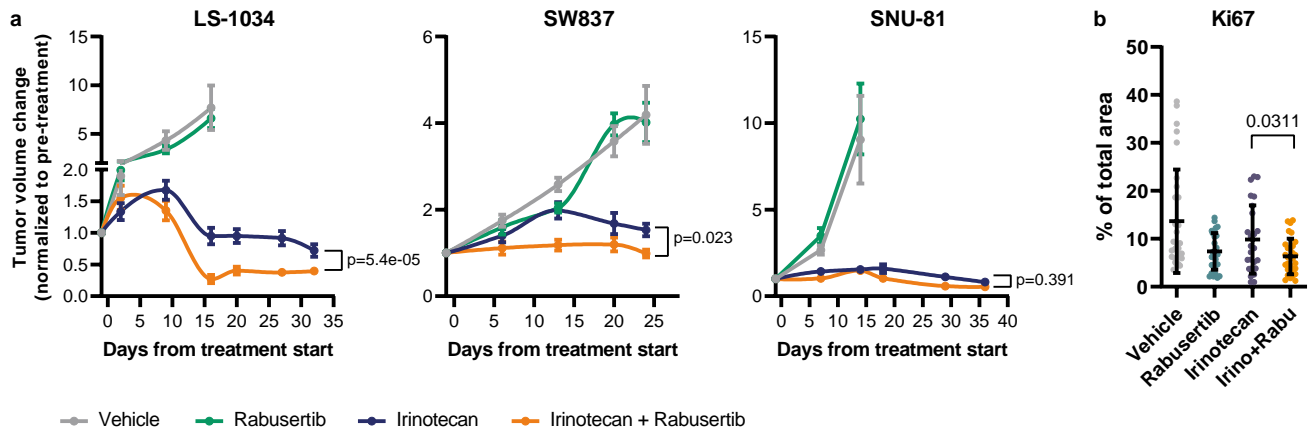 a
LS-1034
SW837
SNU-81
b
Ki67
Tumor volume change
(normalized to pre-treatment)
15
10
5
2.0
1.5
1.0
0.5
0.0
0 5 10 15 20 25 30 35
Days from treatment start
p=5.4e-05
6
4
2
0
0 5 10 15 20 25
Days from treatment start
p=0.023
15
10
5
0
0 5 10 15 20 25 30 35 40
Days from treatment start
p=0.391
% of total area
50
40
30
20
10
0
0.0311
Vehicle
Rabusertib
Irinotecan
Irino+Rabu
Vehicle Rabusertib Irinotecan Irinotecan + Rabusertib